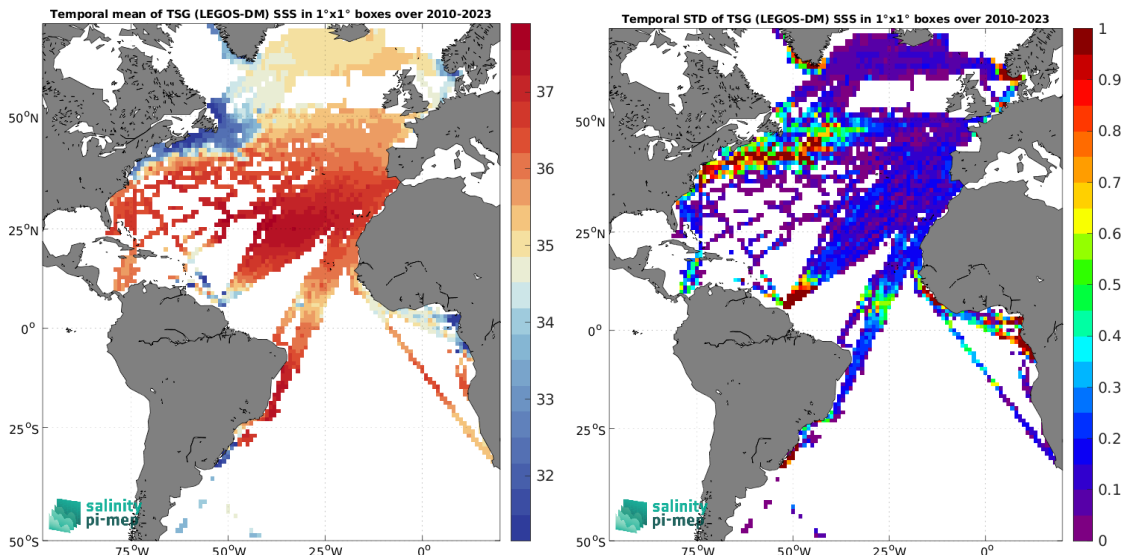 Temporal mean of TSG (LEGOS-DM) SSS in 1°x1° boxes over 2010-2023
50°N
25°N
0°
25°S
50°S
75°W
50°W
25°W
0°
37
36
35
34
33
32
salinity
pi-mep
Temporal STD of TSG (LEGOS-DM) SSS in 1°x1° boxes over 2010-2023
50°N
25°N
0°
25°S
50°S
75°W
50°W
25°W
0°
1
0.9
0.8
0.7
0.6
0.5
0.4
0.3
0.2
0.1
0
salinity
pi-mep